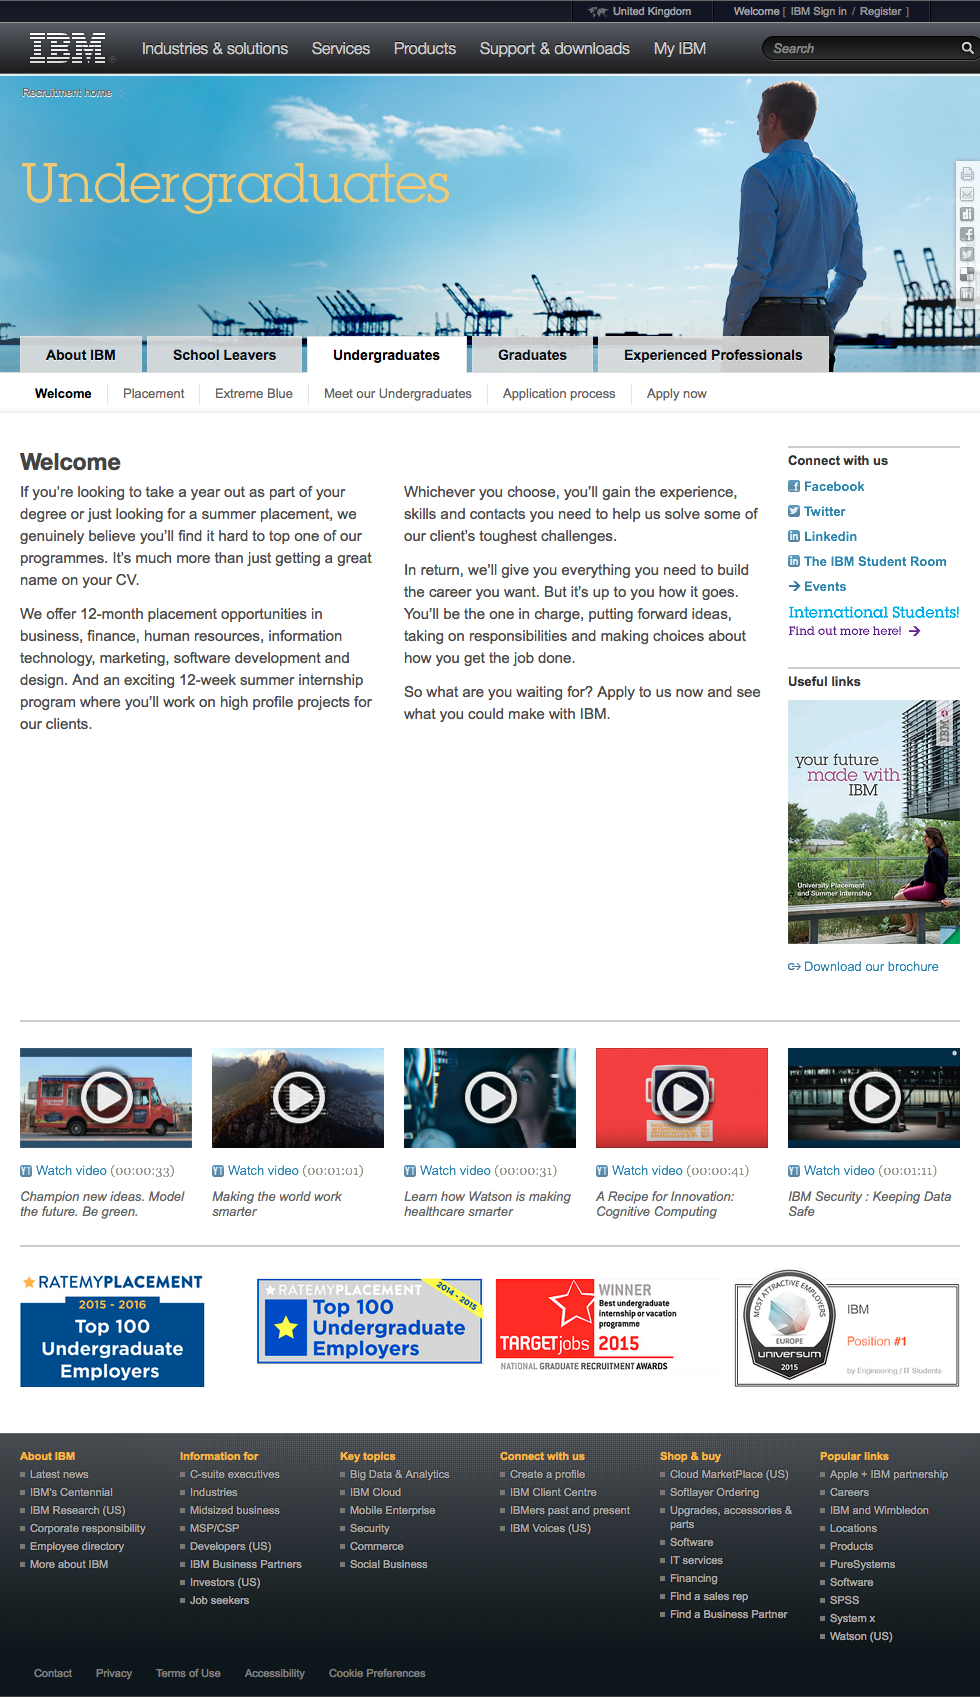 United Kingdom
Welcome [ IBM Sign in / Register ]
IBM
Industries & solutions
Services
Products
Support & downloads
My IBM
Search
Recruitment home
Undergraduates
About IBM
School Leavers
Undergraduates
Graduates
Experienced Professionals
Welcome
Placement
Extreme Blue
Meet our Undergraduates
Application process
Apply now
Welcome
If you're looking to take a year out as part of your
degree or just looking for a summer placement, we
genuinely believe you'll find it hard to top one of our
programmes. It's much more than just getting a great
name on your CV.
We offer 12-month placement opportunities in
business, finance, human resources, information
technology, marketing, software development and
design. And an exciting 12-week summer internship
program where you'll work on high profile projects for
our clients.
Whichever you choose, you'll gain the experience,
skills and contacts you need to help us solve some of
our client's toughest challenges.
In return, we'll give you everything you need to build
the career you want. But it's up to you how it goes.
You'll be the one in charge, putting forward ideas,
taking on responsibilities and making choices about
how you get the job done.
So what are you waiting for? Apply to us now and see
what you could make with IBM.
Connect with us
Facebook
Twitter
Linkedin
The IBM Student Room
Events
International Students!
Find out more here!
Useful links
IBM
your future
made with
IBM
University Placement
and Summer Internship
Download our brochure
Watch video (00:00:33)
Champion new ideas. Model
the future. Be green.
Watch video (00:01:01)
Making the world work
smarter
Watch video (00:00:31)
Learn how Watson is making
healthcare smarter
Watch video (00:00:41)
A Recipe for Innovation:
Cognitive Computing
Watch video (00:01:11)
IBM Security : Keeping Data
Safe
RATEMYPLACEMENT
2015 - 2016
Top 100
Undergraduate
Employers
RATEMYPLACEMENT
2014 - 2015
Top 100
Undergraduate
Employers
TARGETjobs
WINNER
Best undergraduate
internship or vacation
programme
2015
NATIONAL GRADUATE RECRUITMENT AWARDS
MOST ATTRACTIVE EMPLOYERS
EUROPE
universum
2015
IBM
Position #1
by Engineering / IT Students
About IBM
Latest news
IBM's Centennial
IBM Research (US)
Corporate responsibility
Employee directory
More about IBM
Information for
C-suite executives
Industries
Midsized business
MSP/CSP
Developers (US)
IBM Business Partners
Investors (US)
Job seekers
Key topics
Big Data & Analytics
IBM Cloud
Mobile Enterprise
Security
Commerce
Social Business
Connect with us
Create a profile
IBM Client Centre
IBMers past and present
IBM Voices (US)
Shop & buy
Cloud MarketPlace (US)
Softlayer Ordering
Upgrades, accessories &
parts
Software
IT services
Financing
Find a sales rep
Find a Business Partner
Popular links
Apple + IBM partnership
Careers
IBM and Wimbledon
Locations
Products
PureSystems
Software
SPSS
System x
Watson (US)
Contact
Privacy
Terms of Use
Accessibility
Cookie Preferences